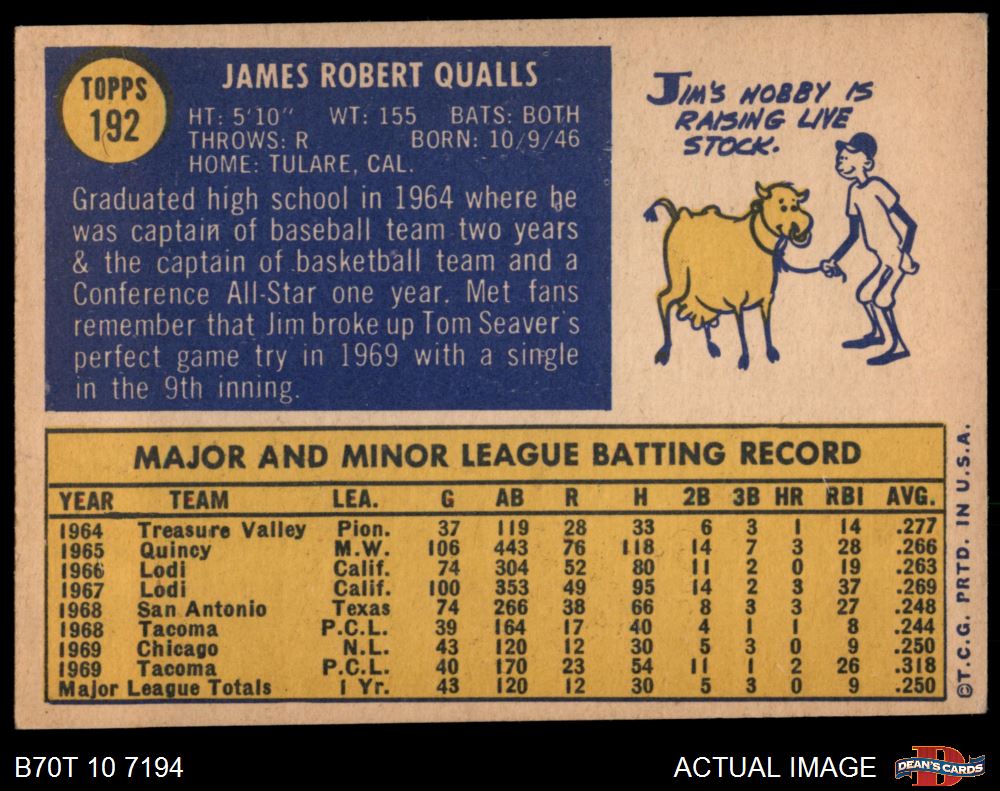 TOPPS
192
JAMES ROBERT QUALLS
HT: 5'10" WT: 155 BATS: BOTH
THROWS: R BORN: 10/9/46
HOME: TULARE, CAL.
Graduated high school in 1964 where he
was captain of baseball team two years
& the captain of basketball team and a
Conference All-Star one year. Met fans
remember that Jim broke up Tom Seaver's
perfect game try in 1969 with a single
in the 9th inning.
JIM'S HOBBY IS
RAISING LIVE
STOCK.
MAJOR AND MINOR LEAGUE BATTING RECORD
YEAR TEAM LEA. G AB R H 2B 3B HR RBI AVG.
1964 Treasure Valley Pion. 37 119 28 33 6 3 1 14 .277
1965 Quincy M.W. 106 443 76 118 14 7 3 28 .266
1966 Lodi Calif. 74 304 52 80 11 2 0 19 .263
1967 Lodi Calif. 100 353 49 95 14 2 3 37 .269
1968 San Antonio Texas 74 266 38 66 8 3 3 27 .248
1968 Tacoma P.C.L. 39 164 17 40 4 1 1 8 .244
1969 Chicago N.L. 43 120 12 30 5 3 0 9 .250
1969 Tacoma P.C.L. 40 170 23 54 11 1 2 26 .318
Major League Totals 1 Yr. 43 120 12 30 5 3 0 9 .250
©T.C.G. PRTD. IN U.S.A.
B70T 10 7194
ACTUAL IMAGE
DEAN'S CARDS